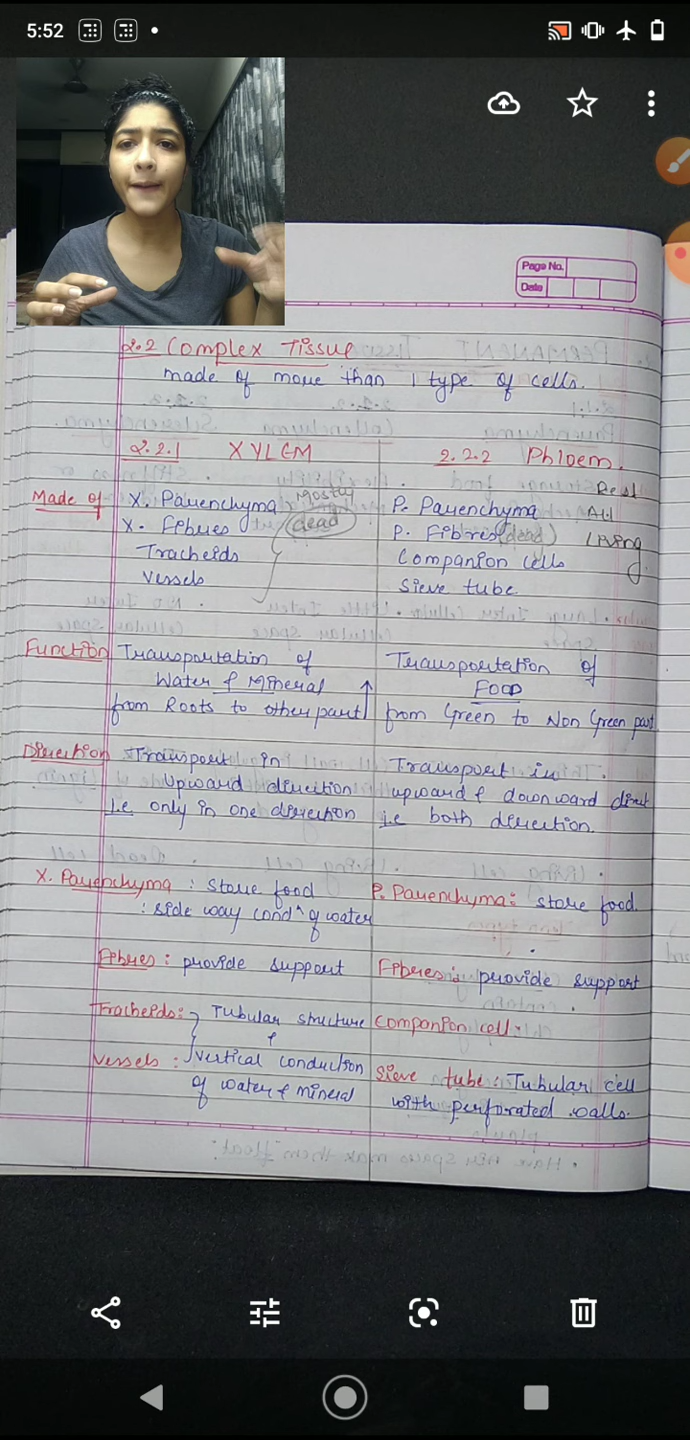 5:52
Page No.
Date
2.2 Complex Tissue
made of more than 1 type of cells.
2.2.1 XYLEM
2.2.2 Phloem.
Made of
X. Parenchyma
X. Fibres
Tracheids
Vessels
Mostly
dead
P. Parenchyma
P. Fibres (dead)
Companion cells
Sieve tube.
Rest
All
Living
Function
Transportation of
Water & Mineral
from Roots to other part
Transportation of
FOOD
from Green to Non Green part
Direction
Transport in
upward direction
i.e only in one direction
Transport in
upward & downward direct
i.e both direction.
X. Parenchyma : store food
: side way cond^n of water
P. Parenchyma : store food
Fibres : provide support
Fibres : provide support
Tracheids :
Vessels :
Tubular structure
&
vertical conduction
of water & mineral
Companion cell :
Sieve tube : Tubular cell
with perforated walls.